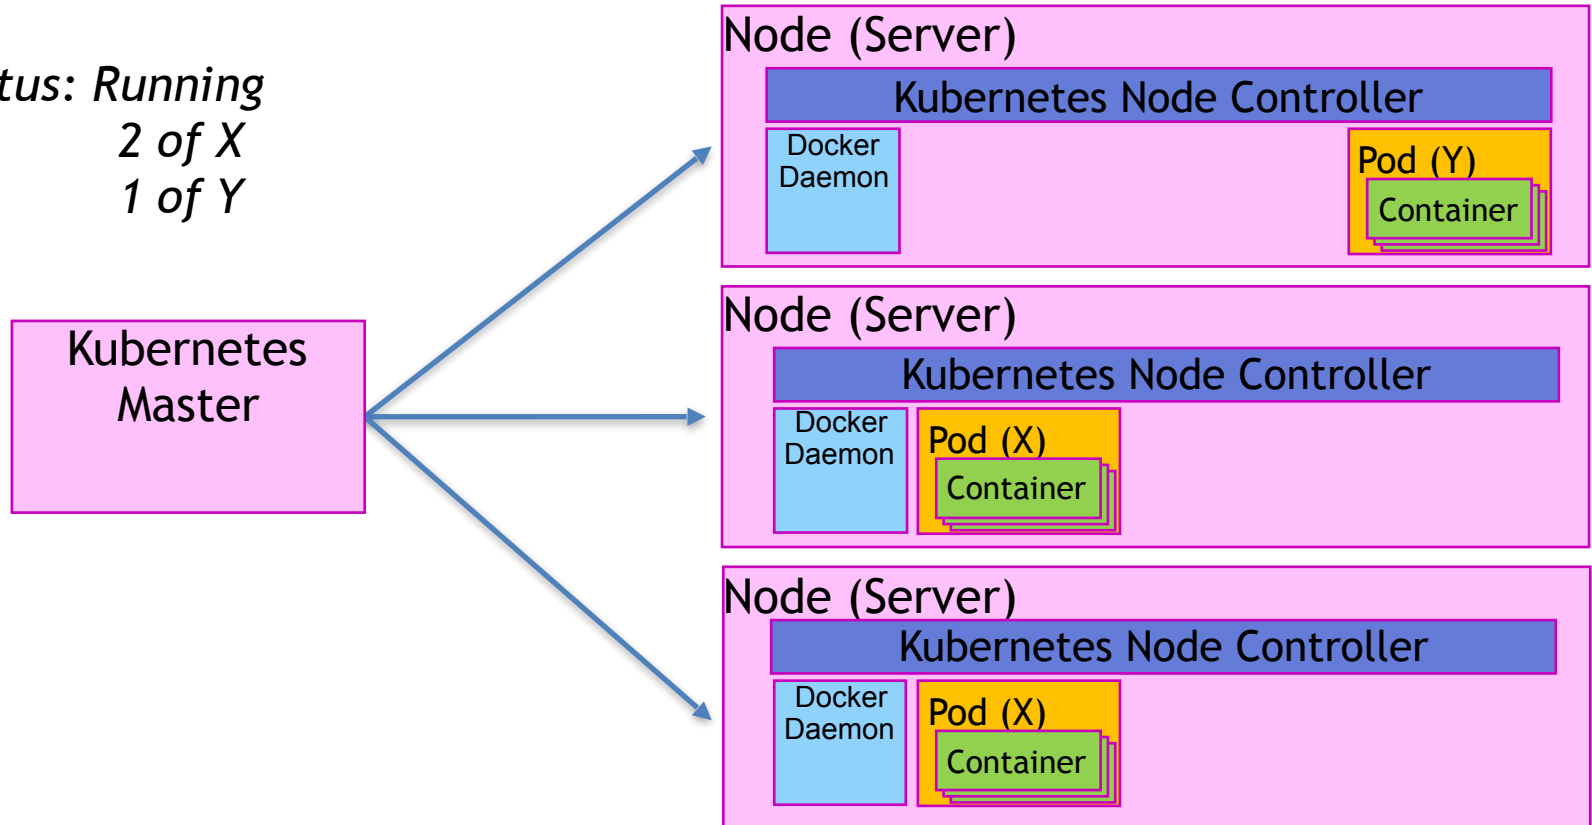 tus: Running
2 of X
1 of Y
Kubernetes
Master
Node (Server)
Kubernetes Node Controller
Docker
Daemon
Pod (Y)
Container
Node (Server)
Kubernetes Node Controller
Docker
Daemon
Pod (X)
Container
Node (Server)
Kubernetes Node Controller
Docker
Daemon
Pod (X)
Container